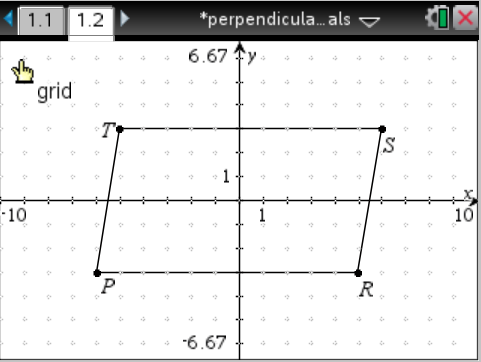 1.1 1.2 *perpendicula...als
6.67 y
grid
T
S
1
x
-10 1 10
P R
-6.67